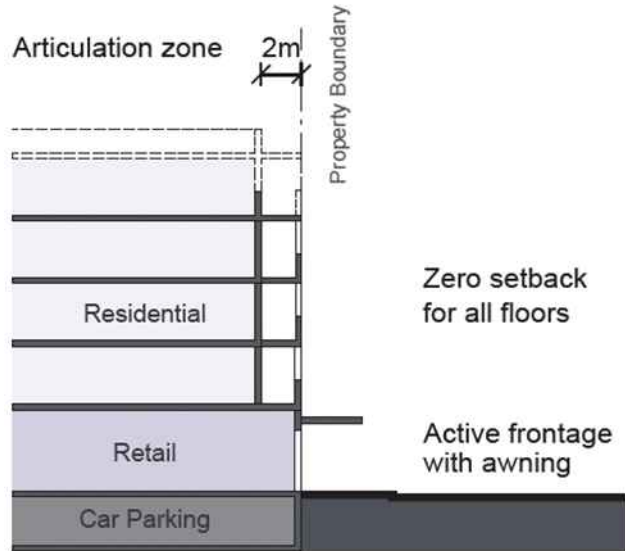 Articulation zone
2m
Property Boundary
Zero setback
for all floors
Residential
Active frontage
with awning
Retail
Car Parking